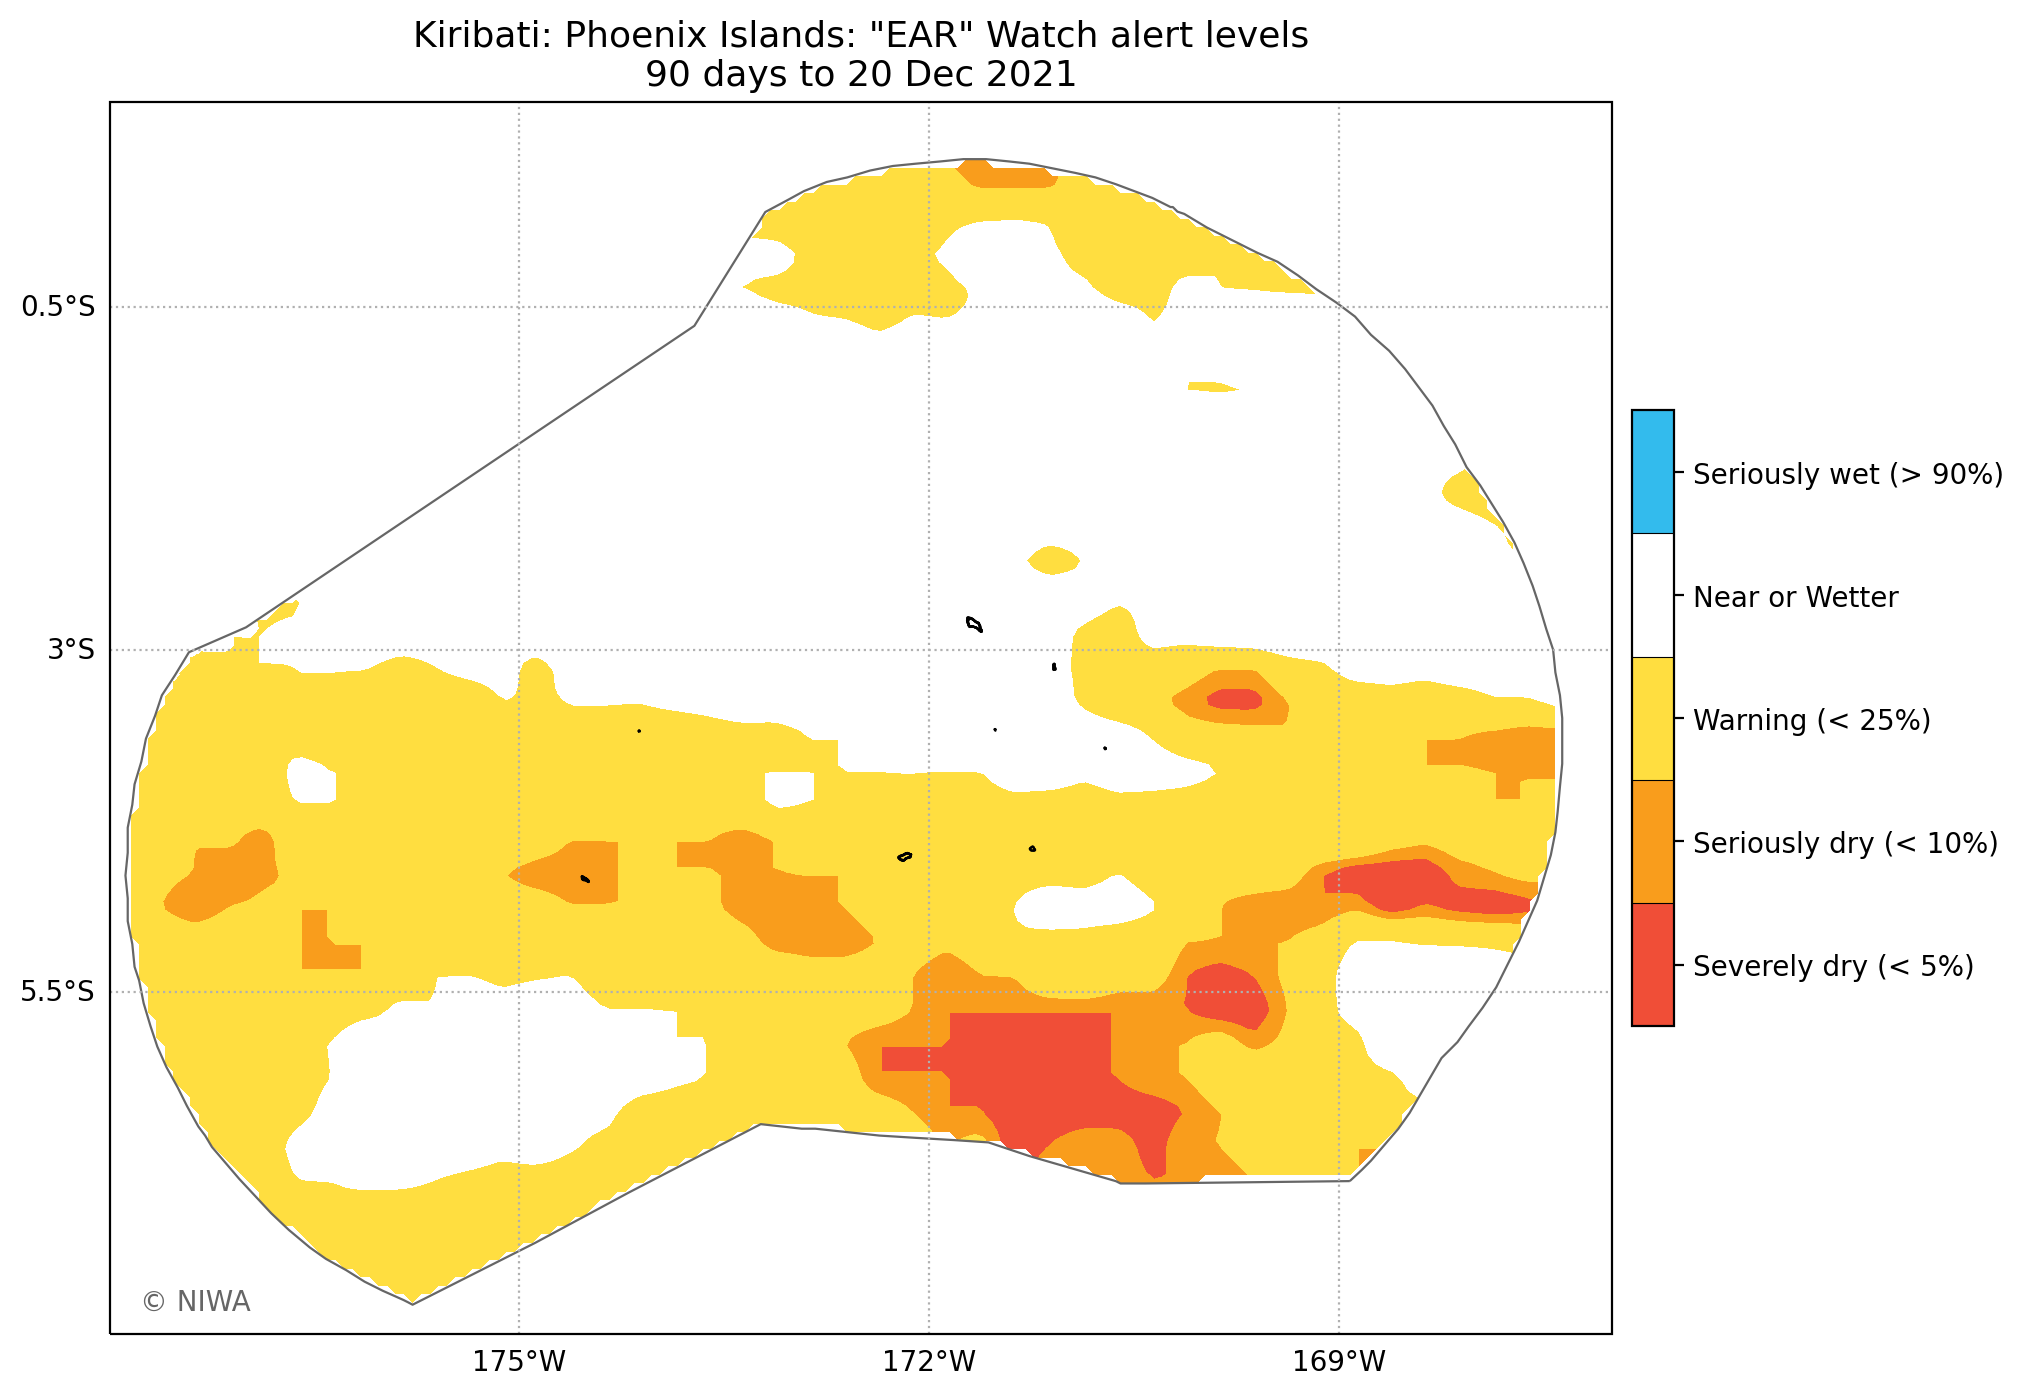 Kiribati: Phoenix Islands: "EAR" Watch alert levels
90 days to 20 Dec 2021
0.5°S
3°S
5.5°S
175°W
172°W
169°W
Seriously wet (> 90%)
Near or Wetter
Warning (< 25%)
Seriously dry (< 10%)
Severely dry (< 5%)
© NIWA